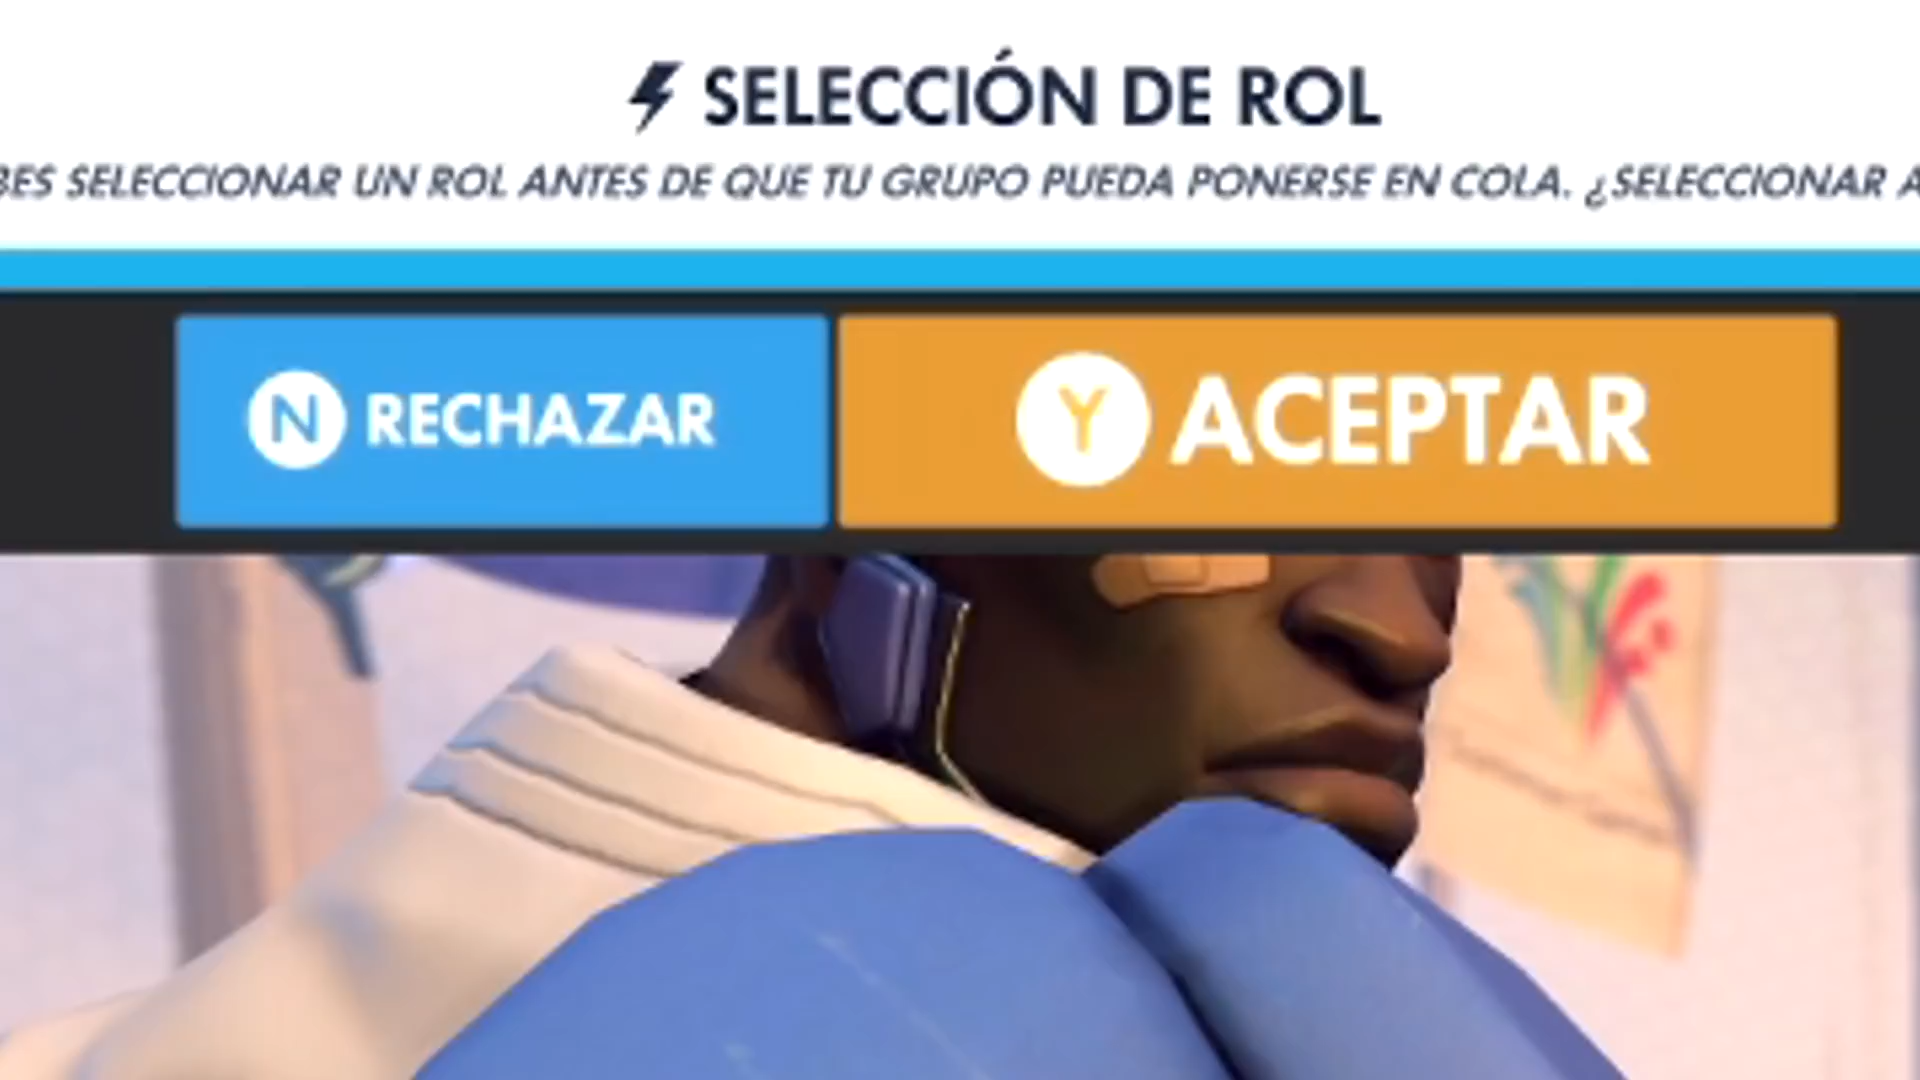 SELECCIÓN DE ROL
SELECCIONAR UN ROL ANTES DE QUE TU GRUPO PUEDA PONERSE EN COLA. ¿SELECCIONAR
N RECHAZAR
Y ACEPTAR